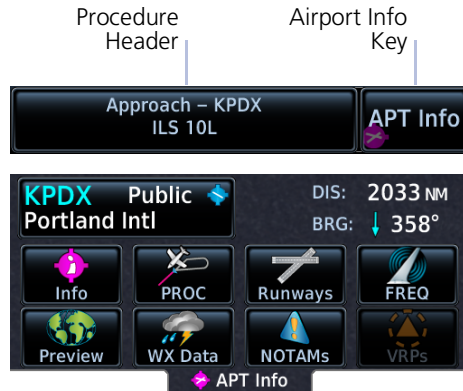 Procedure Header
Airport Info Key
Approach – KPDX
ILS 10L
APT Info
KPDX Public
Portland Intl
DIS: 2033 NM
BRG: 358°
Info PROC Runways FREQ
Preview WX Data NOTAMs VRPs
APT Info